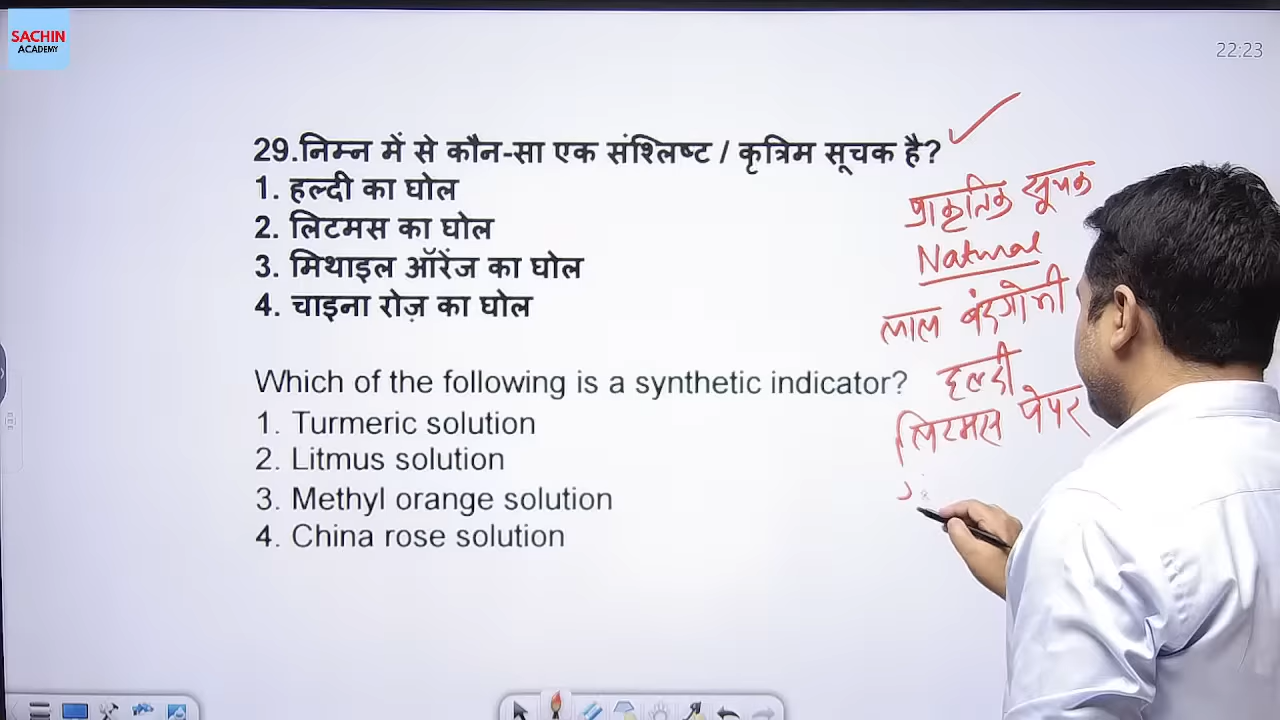 SACHIN
ACADEMY
22:23
29.निम्न में से कौन-सा एक संश्लिष्ट / कृत्रिम सूचक है?
1. हल्दी का घोल
2. लिटमस का घोल
3. मिथाइल ऑरेंज का घोल
4. चाइना रोज़ का घोल
Which of the following is a synthetic indicator?
1. Turmeric solution
2. Litmus solution
3. Methyl orange solution
4. China rose solution
प्राकृतिक सूचक
Natural
लाल बंदगोभी
हल्दी
लिटमस पेपर